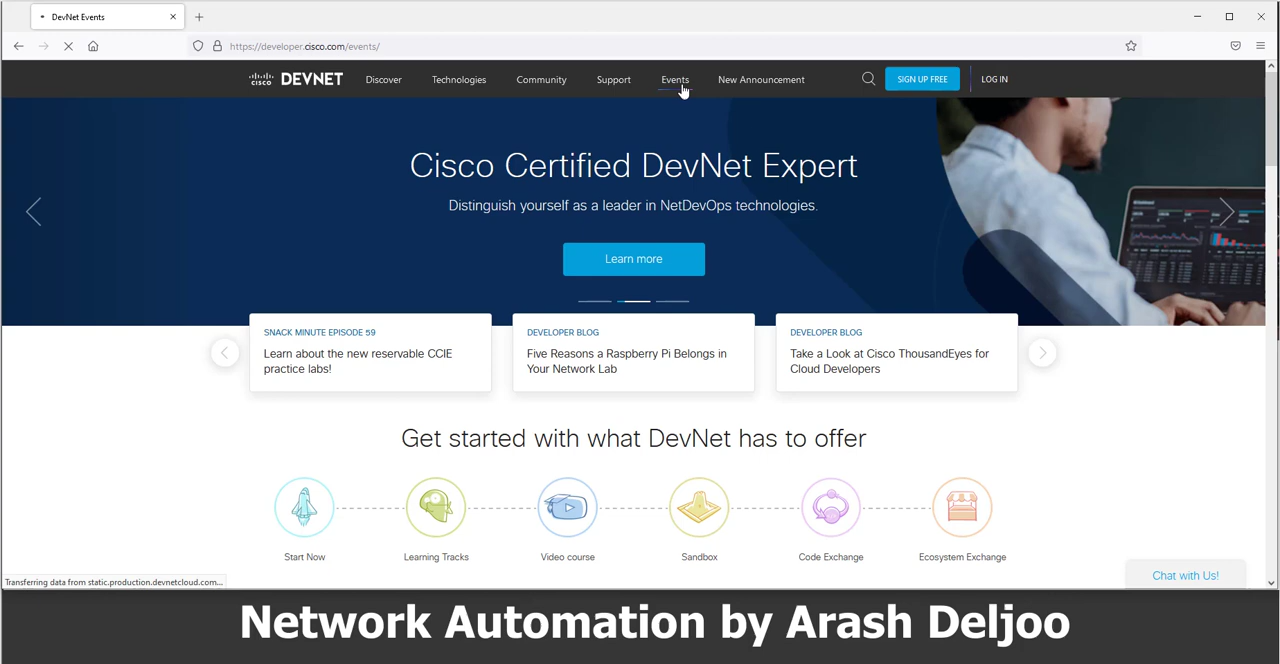 DevNet Events
https://developer.cisco.com/events/
CISCO DEVNET Discover Technologies Community Support Events New Announcement SIGN UP FREE LOG IN
Cisco Certified DevNet Expert
Distinguish yourself as a leader in NetDevOps technologies.
Learn more
SNACK MINUTE EPISODE 59
Learn about the new reservable CCIE
practice labs!
DEVELOPER BLOG
Five Reasons a Raspberry Pi Belongs in
Your Network Lab
DEVELOPER BLOG
Take a Look at Cisco ThousandEyes for
Cloud Developers
Get started with what DevNet has to offer
Start Now Learning Tracks Video course Sandbox Code Exchange Ecosystem Exchange
Chat with Us!
Transferring data from static.production.devnetcloud.com...
Network Automation by Arash Deljoo